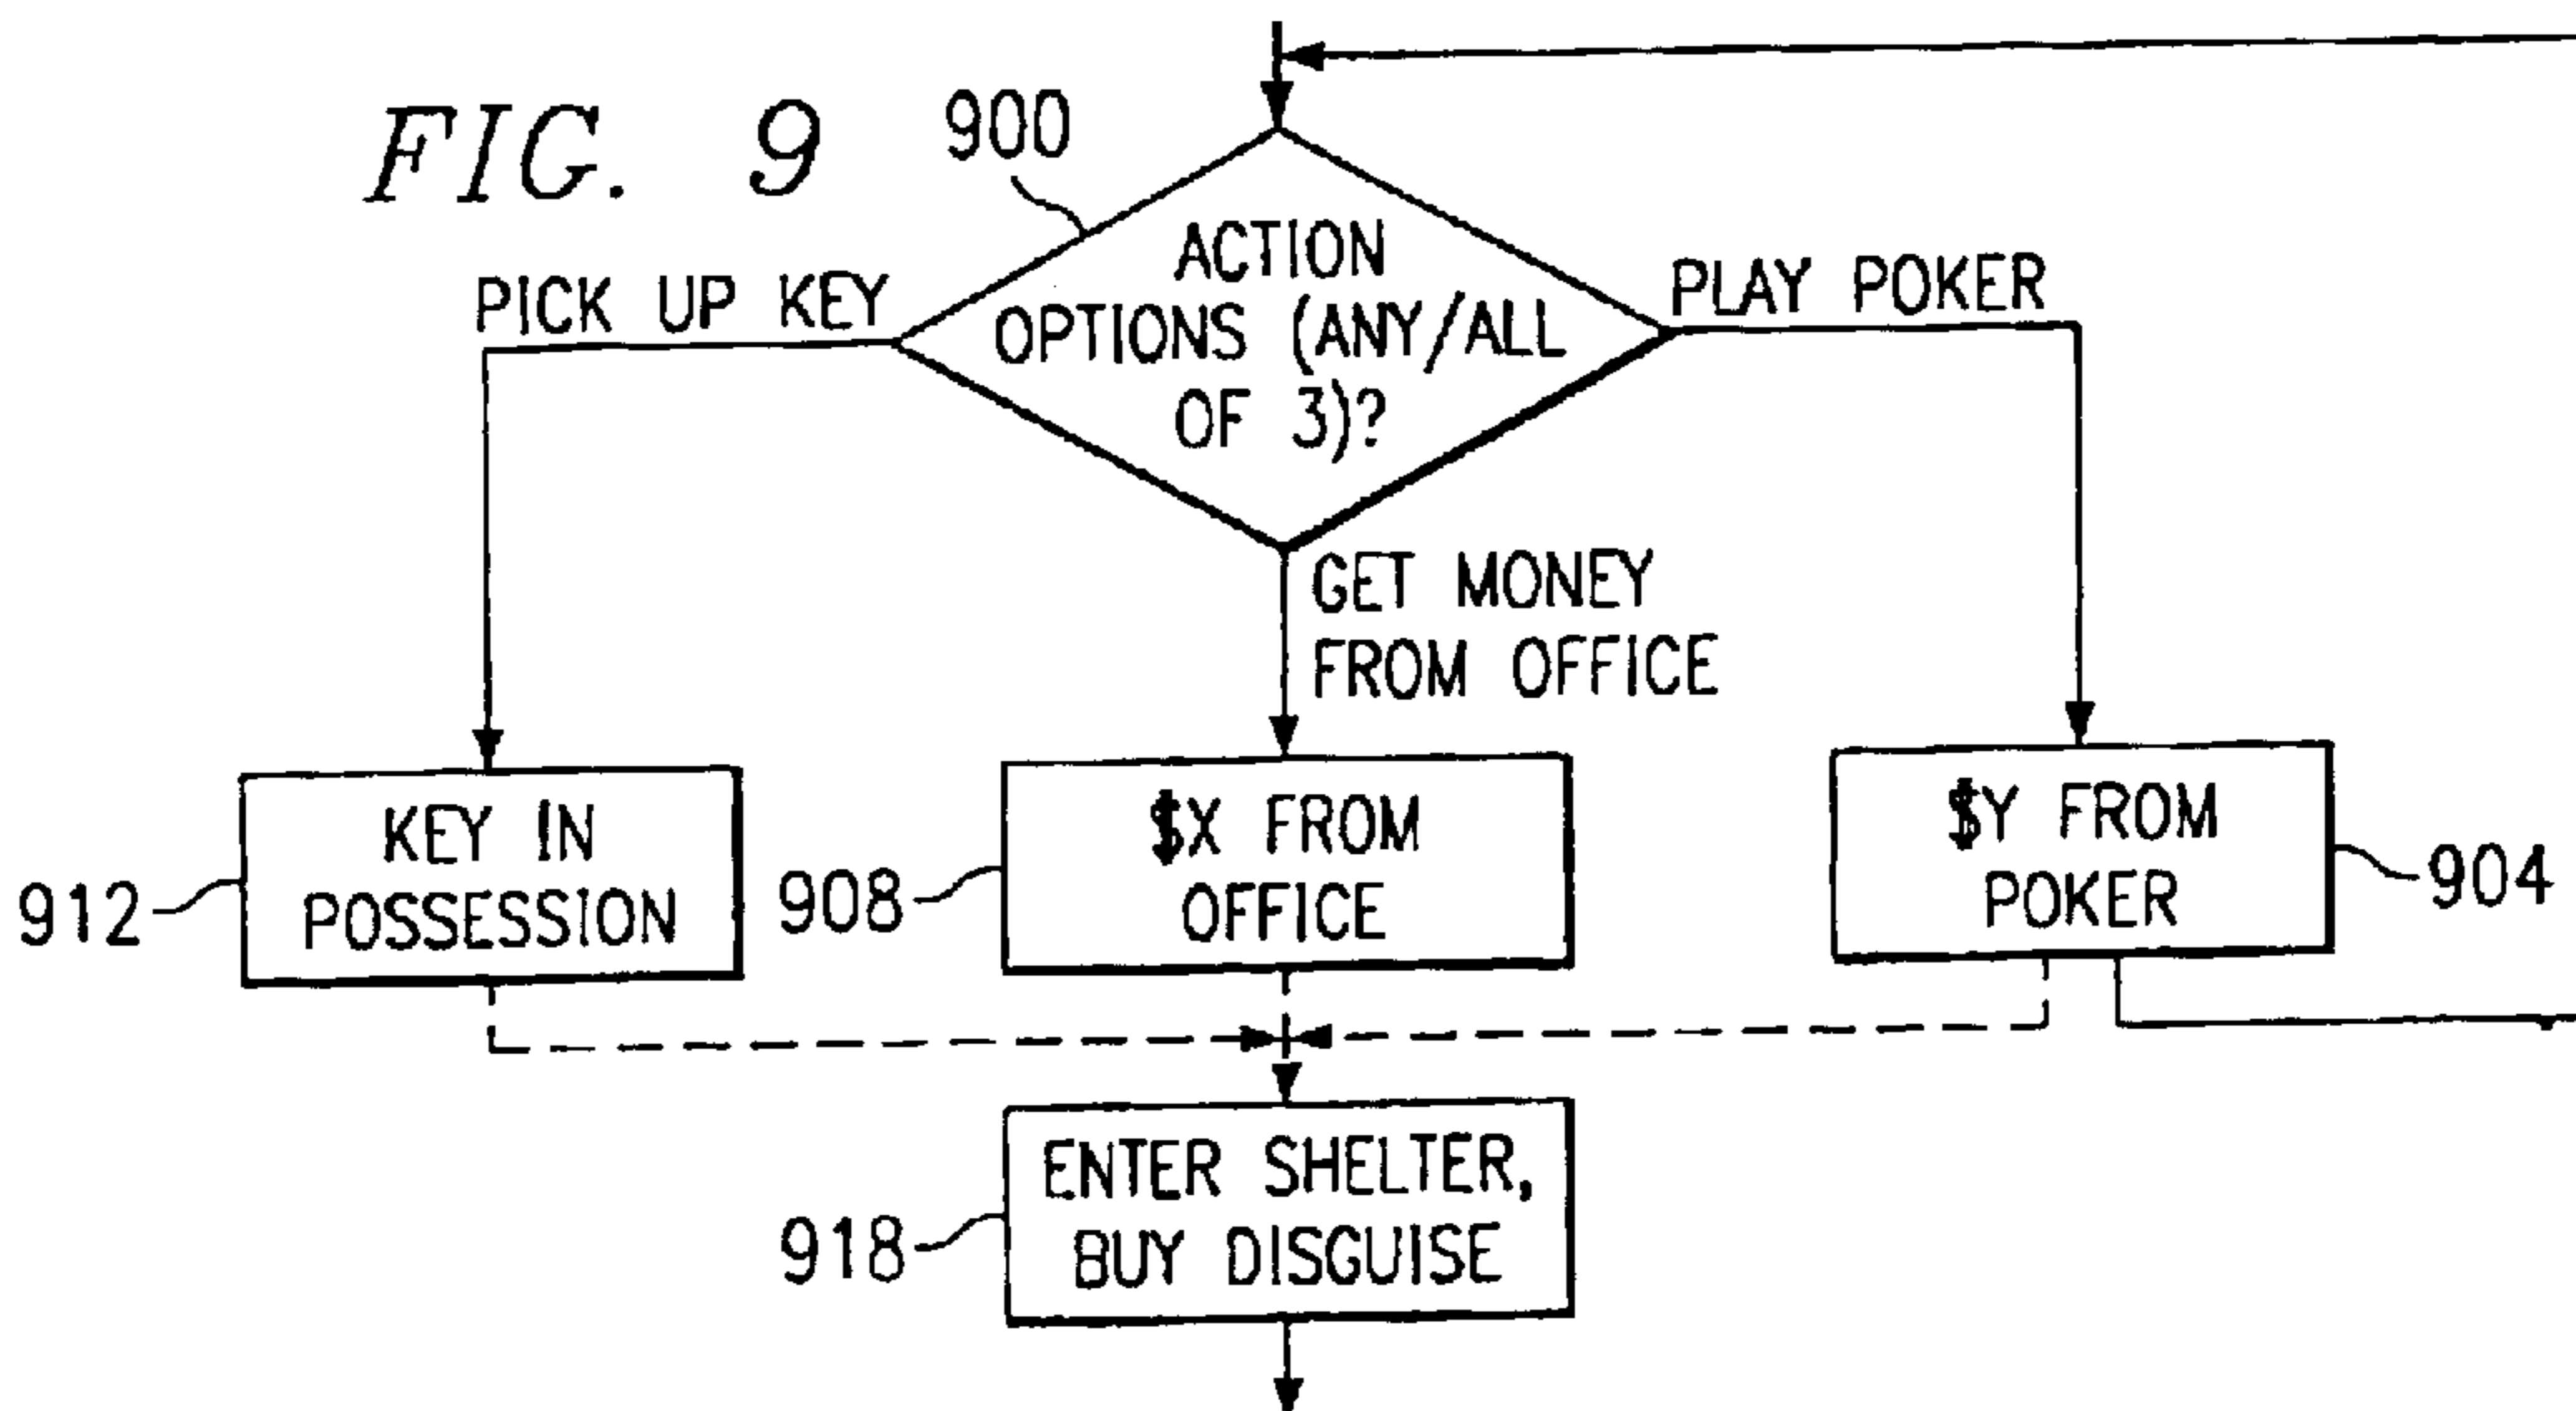 FIG. 9
900
ACTION
OPTIONS (ANY/ALL
OF 3)?
PICK UP KEY
PLAY POKER
GET MONEY
FROM OFFICE
KEY IN
POSSESSION
912
$X FROM
OFFICE
908
$Y FROM
POKER
904
ENTER SHELTER,
BUY DISGUISE
918